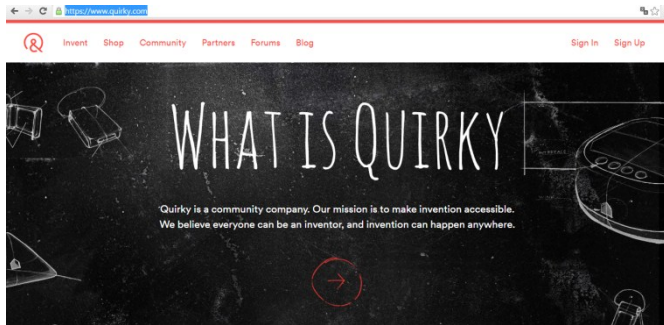 https://www.quirky.com
Invent Shop Community Partners Forums Blog Sign In Sign Up
WHAT IS QUIRKY
Quirky is a community company. Our mission is to make invention accessible.
We believe everyone can be an inventor, and invention can happen anywhere.